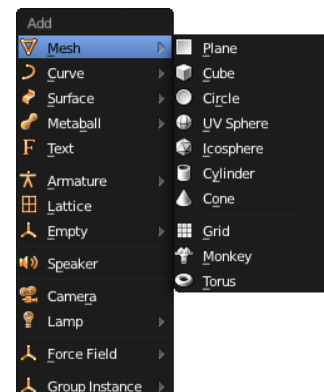 Add
Mesh
Curve
Surface
Metaball
Text
Armature
Lattice
Empty
Speaker
Camera
Lamp
Force Field
Group Instance
Plane
Cube
Circle
UV Sphere
Icosphere
Cylinder
Cone
Grid
Monkey
Torus